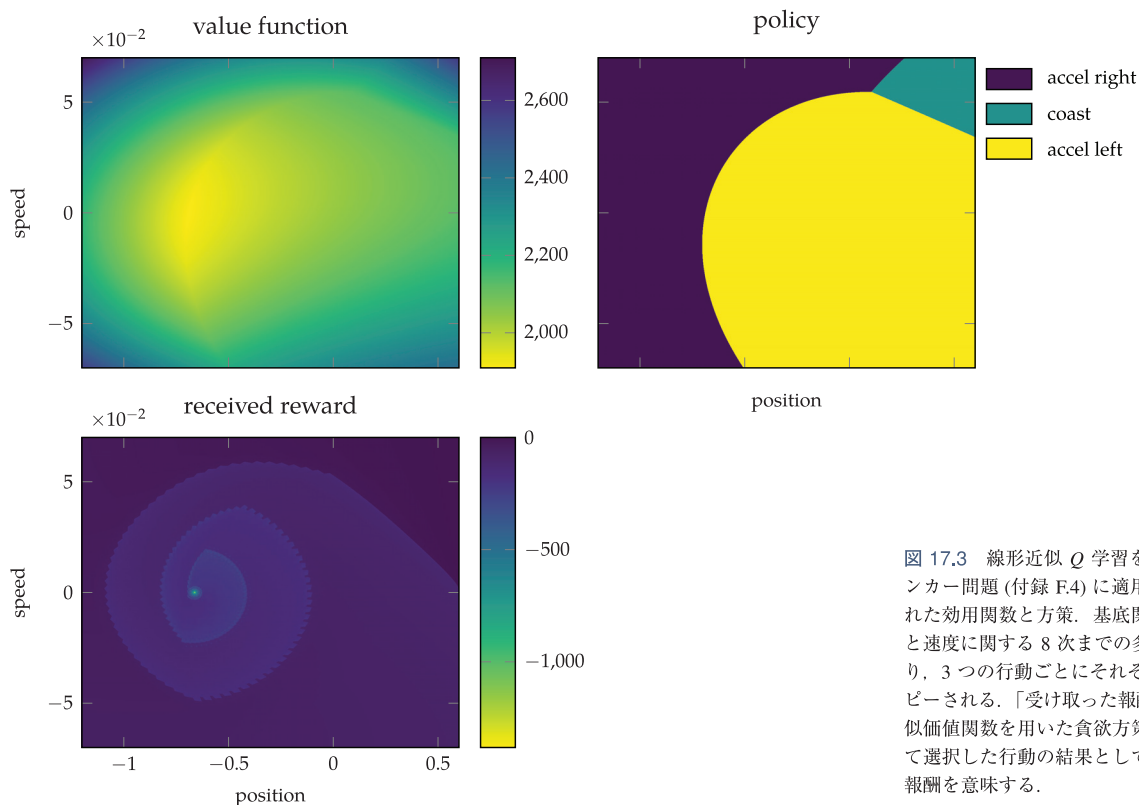 value function
×10−2
speed
5
0
−5
2,600
2,400
2,200
2,000
policy
accel right
coast
accel left
position
received reward
×10−2
speed
5
0
−5
−1
−0.5
0
0.5
position
0
−500
−1,000
図 17.3 線形近似 Q 学習を
ンカー問題 (付録 F.4) に適用
れた効用関数と方策．基底関
と速度に関する 8 次までの多
り，3 つの行動ごとにそれぞ
ピーされる．「受け取った報
似価値関数を用いた貪欲方策
て選択した行動の結果として
報酬を意味する．